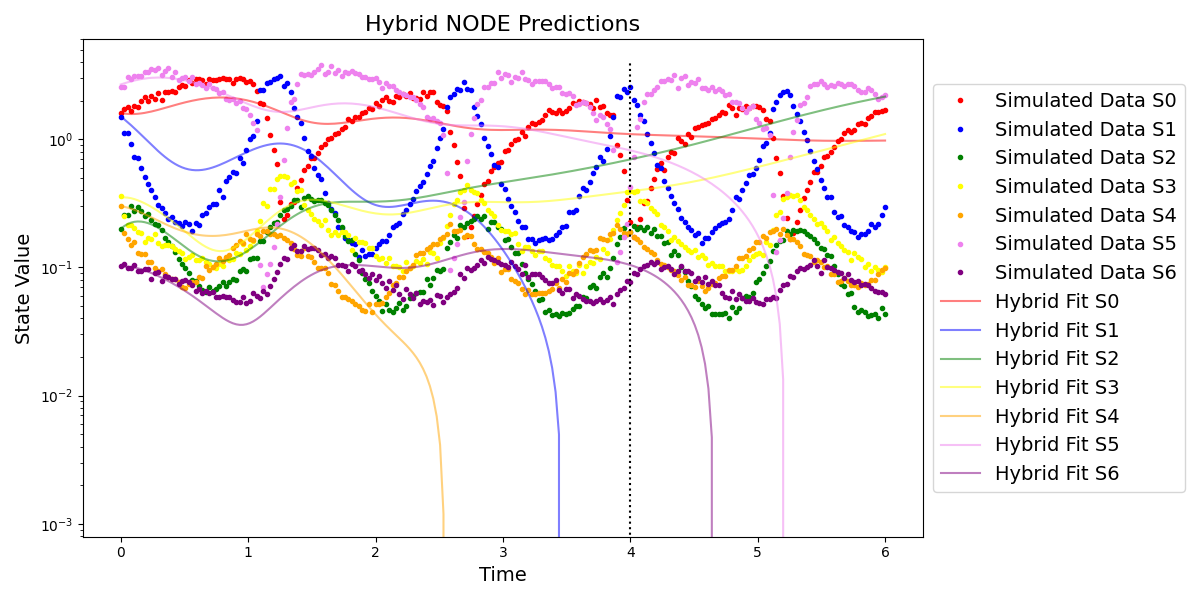 Hybrid NODE Predictions
State Value
10^0
10^-1
10^-2
10^-3
0 1 2 3 4 5 6
Time
Simulated Data S0
Simulated Data S1
Simulated Data S2
Simulated Data S3
Simulated Data S4
Simulated Data S5
Simulated Data S6
Hybrid Fit S0
Hybrid Fit S1
Hybrid Fit S2
Hybrid Fit S3
Hybrid Fit S4
Hybrid Fit S5
Hybrid Fit S6